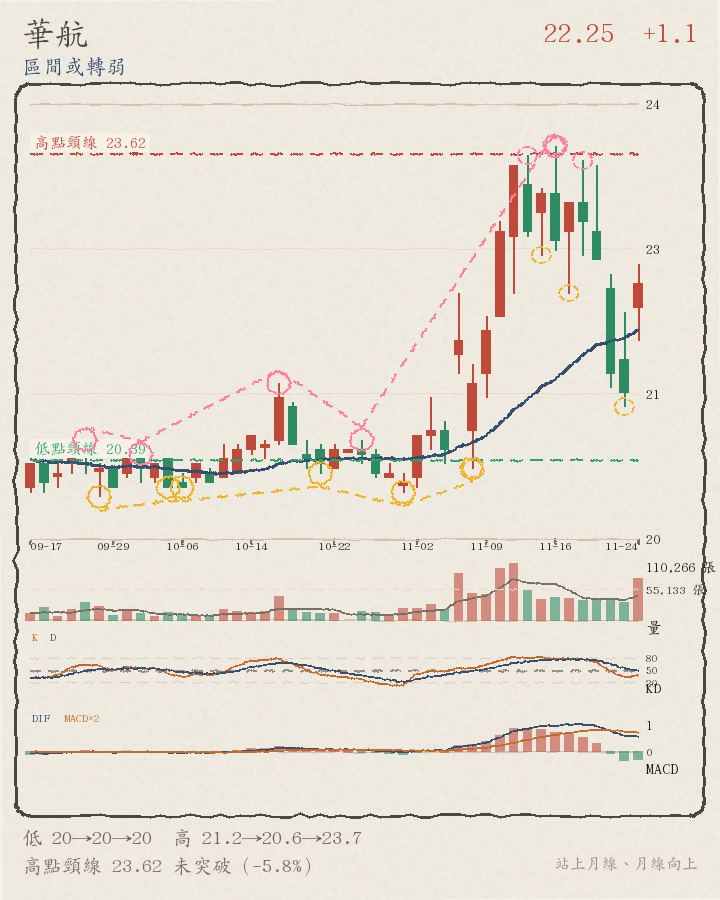 華航 22.25 +1.1
區間或轉弱
24
高點頸線 23.62
23
21
低點頸線 20.89
20
09-17 09-29 10-06 10-14 10-22 11-02 11-09 11-16 11-24
110,266 張
55,133 張
量
K D
80
50
20
KD
DIF MACD×2
1
0
MACD
低 20→20→20 高 21.2→20.6→23.7
高點頸線 23.62 未突破 (-5.8%)
站上月線、月線向上